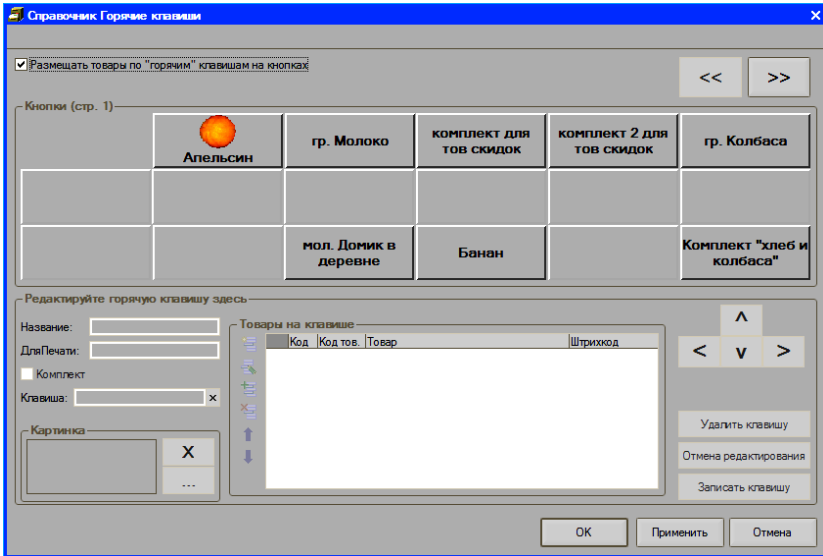 Справочник Горячие клавиши
Размещать товары по "горячим" клавишам на кнопках
<< >>
Кнопки (стр. 1)
Апельсин
гр. Молоко
комплект для
тов скидок
комплект 2 для
тов скидок
гр. Колбаса
мол. Домик в
деревне
Банан
Комплект "хлеб и
колбаса"
Редактируйте горячую клавишу здесь
Название:
ДляПечати:
Комплект
Клавиша: x
Картинка
X
...
Товары на клавише
Код Код тов. Товар Штрихкод
^
< v >
Удалить клавишу
Отмена редактирования
Записать клавишу
OK Применить Отмена